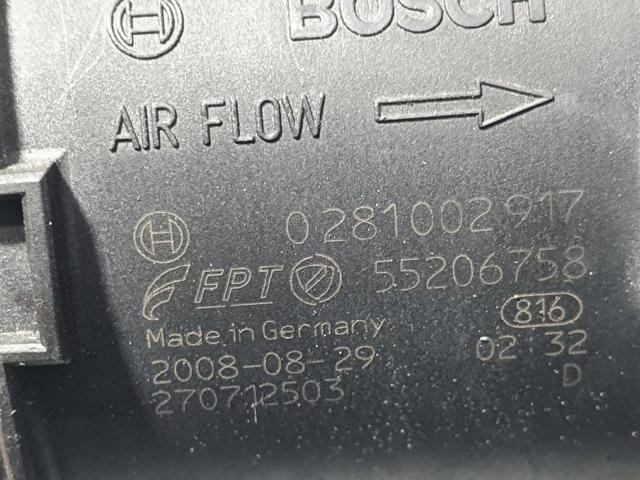 BOSCH
AIR FLOW
0281002917
FPT 55206758
Made in Germany 816
2008-08-29 02 32
270712503 D